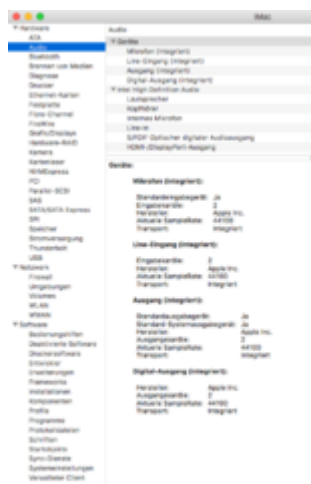 iMac
Hardware
ATA
Audio
Bluetooth
Brennen von Medien
Diagnose
Drucker
Ethernet-Karten
Festplatte
Fibre-Channel
FireWire
Grafik/Displays
Hardware-RAID
Kamera
Kartenleser
NVMExpress
PCI
Parallel-SCSI
SAS
SATA/SATA Express
SPI
Speicher
Stromversorgung
Thunderbolt
USB
Netzwerk
Firewall
Umgebungen
Volumes
WLAN
WWAN
Software
Bedienungshilfen
Deaktivierte Software
Druckersoftware
Entwickler
Erweiterungen
Frameworks
Installationen
Komponenten
Profile
Programme
Protokolldateien
Schriften
Startobjekte
Sync-Dienste
Systemeinstellungen
Verwalteter Client
Audio
Geräte
Mikrofon (integriert)
Line-Eingang (integriert)
Ausgang (integriert)
Digital-Ausgang (integriert)
Intel High Definition Audio
Lautsprecher
Kopfhörer
Internes Mikrofon
Line-In
S/PDIF Optischer digitaler Audioausgang
HDMI-/DisplayPort-Ausgang
Geräte:
Mikrofon (integriert):
Standardeingabegerät: Ja
Eingabekanäle: 2
Hersteller: Apple Inc.
Aktuelle SampleRate: 44100
Transport: Integriert
Line-Eingang (integriert):
Eingabekanäle: 2
Hersteller: Apple Inc.
Aktuelle SampleRate: 44100
Transport: Integriert
Ausgang (integriert):
Standardausgabegerät: Ja
Standard-Systemausgabegerät: Ja
Hersteller: Apple Inc.
Ausgangskanäle: 2
Aktuelle SampleRate: 44100
Transport: Integriert
Digital-Ausgang (integriert):
Hersteller: Apple Inc.
Ausgangskanäle: 2
Aktuelle SampleRate: 44100
Transport: Integriert